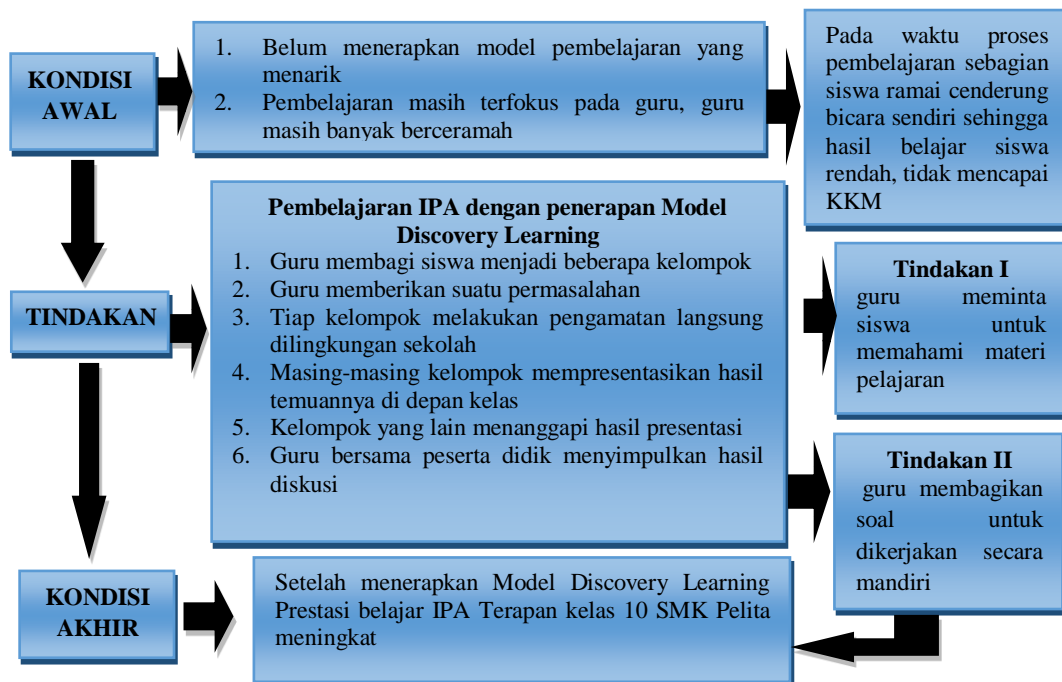 KONDISI
AWAL
1. Belum menerapkan model pembelajaran yang
menarik
2. Pembelajaran masih terfokus pada guru, guru
masih banyak berceramah
Pada waktu proses
pembelajaran sebagian
siswa ramai cenderung
bicara sendiri sehingga
hasil belajar siswa
rendah, tidak mencapai
KKM
TINDAKAN
Pembelajaran IPA dengan penerapan Model
Discovery Learning
1. Guru membagi siswa menjadi beberapa kelompok
2. Guru memberikan suatu permasalahan
3. Tiap kelompok melakukan pengamatan langsung
dilingkungan sekolah
4. Masing-masing kelompok mempresentasikan hasil
temuannya di depan kelas
5. Kelompok yang lain menanggapi hasil presentasi
6. Guru bersama peserta didik menyimpulkan hasil
diskusi
Tindakan I
guru meminta
siswa untuk
memahami materi
pelajaran
Tindakan II
guru membagikan
soal untuk
dikerjakan secara
mandiri
KONDISI
AKHIR
Setelah menerapkan Model Discovery Learning
Prestasi belajar IPA Terapan kelas 10 SMK Pelita
meningkat